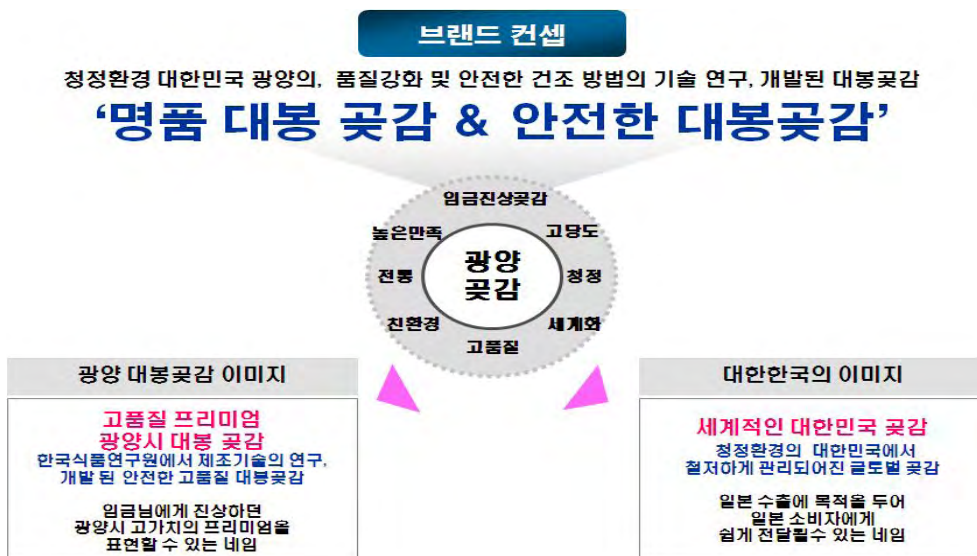 브랜드 컨셉
청정환경 대한민국 광양의, 품질강화 및 안전한 건조 방법의 기술 연구, 개발된 대봉곶감
‘명품 대봉 곶감 & 안전한 대봉곶감’
임금진상곶감
높은만족
고당도
광양
곶감
전통
청정
친환경
세계화
고품질
광양 대봉곶감 이미지
고품질 프리미엄
광양시 대봉 곶감
한국식품연구원에서 제조기술의 연구,
개발 된 안전한 고품질 대봉곶감
임금님에게 진상하던
광양시 고가치의 프리미엄을
표현할 수 있는 네임
대한한국의 이미지
세계적인 대한민국 곶감
청정환경의 대한민국에서
철저하게 관리되어진 글로벌 곶감
일본 수출에 목적을 두어
일본 소비자에게
쉽게 전달될수 있는 네임